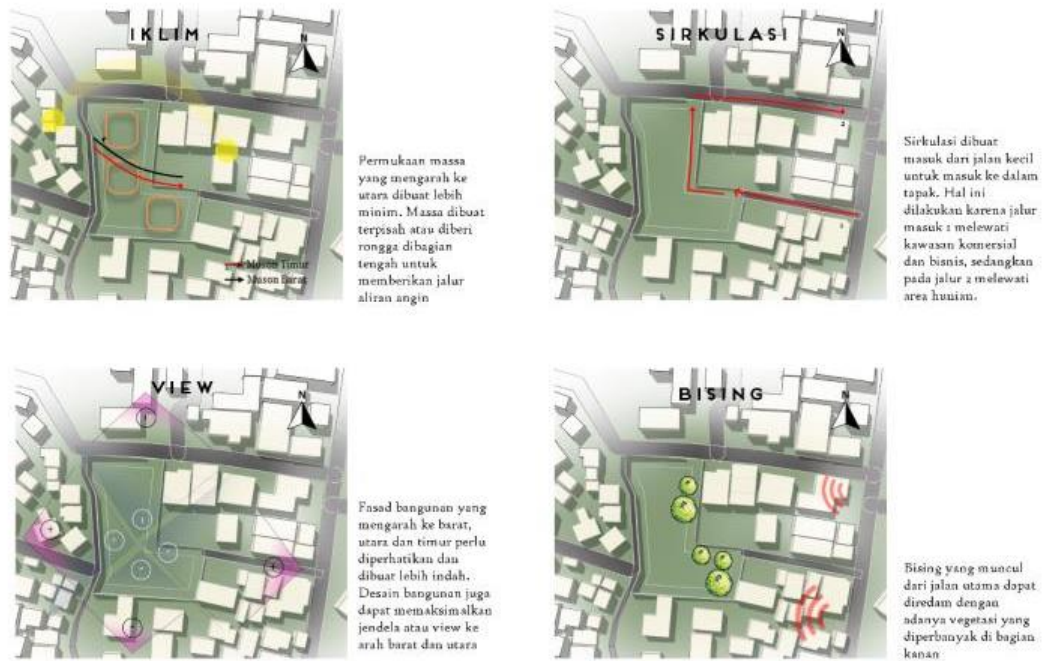 IKLIM
N
Muson Timur
Muson Barat
Permukaan massa
yang mengarah ke
utara dibuat lebih
minim. Massa dibuat
terpisah atau diberi
rongga dibagian
tengah untuk
memberikan jalur
aliran angin
SIRKULASI
N
2
Sirkulasi dibuat
masuk dari jalan kecil
untuk masuk ke dalam
tapak. Hal ini
dilakukan karena jalur
masuk 1 melewati
kawasan komersial
dan bisnis, sedangkan
pada jalur 2 melewati
area hunian.
VIEW
N
Fasad bangunan yang
mengarah ke barat,
utara dan timur perlu
diperhatikan dan
dibuat lebih indah.
Desain bangunan juga
dapat memaksimalkan
jendela atau view ke
arah barat dan utara
BISING
N
Bising yang muncul
dari jalan utama dapat
diredam dengan
adanya vegetasi yang
diperbanyak di bagian
kanan